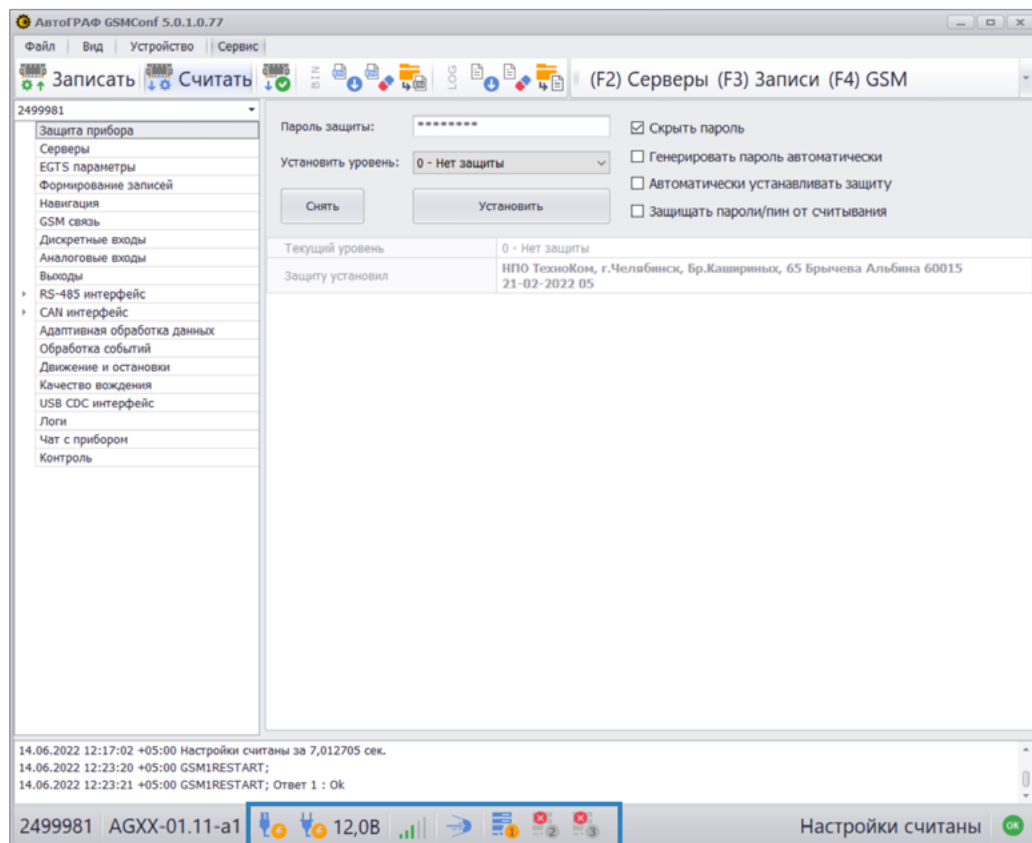 АвтоГРАФ GSMConf 5.0.1.0.77
Файл Вид Устройство Сервис
Записать Считать BIN LOG (F2) Серверы (F3) Записи (F4) GSM
2499981
Защита прибора
Серверы
EGTS параметры
Формирование записей
Навигация
GSM связь
Дискретные входы
Аналоговые входы
Выходы
RS-485 интерфейс
CAN интерфейс
Адаптивная обработка данных
Обработка событий
Движение и остановки
Качество вождения
USB CDC интерфейс
Логи
Чат с прибором
Контроль
Пароль защиты: ********
Установить уровень: 0 - Нет защиты
Снять Установить
Скрыть пароль
Генерировать пароль автоматически
Автоматически устанавливать защиту
Защищать пароли/пин от считывания
Текущий уровень 0 - Нет защиты
Защиту установил НПО ТехноКом, г.Челябинск, Бр.Кашириных, 65 Брычева Альбина 60015
21-02-2022 05
14.06.2022 12:17:02 +05:00 Настройки считаны за 7,012705 сек.
14.06.2022 12:23:20 +05:00 GSM1RESTART;
14.06.2022 12:23:21 +05:00 GSM1RESTART; Ответ 1 : Ok
2499981 AGXX-01.11-a1 12,0В 1 2 3 Настройки считаны OK